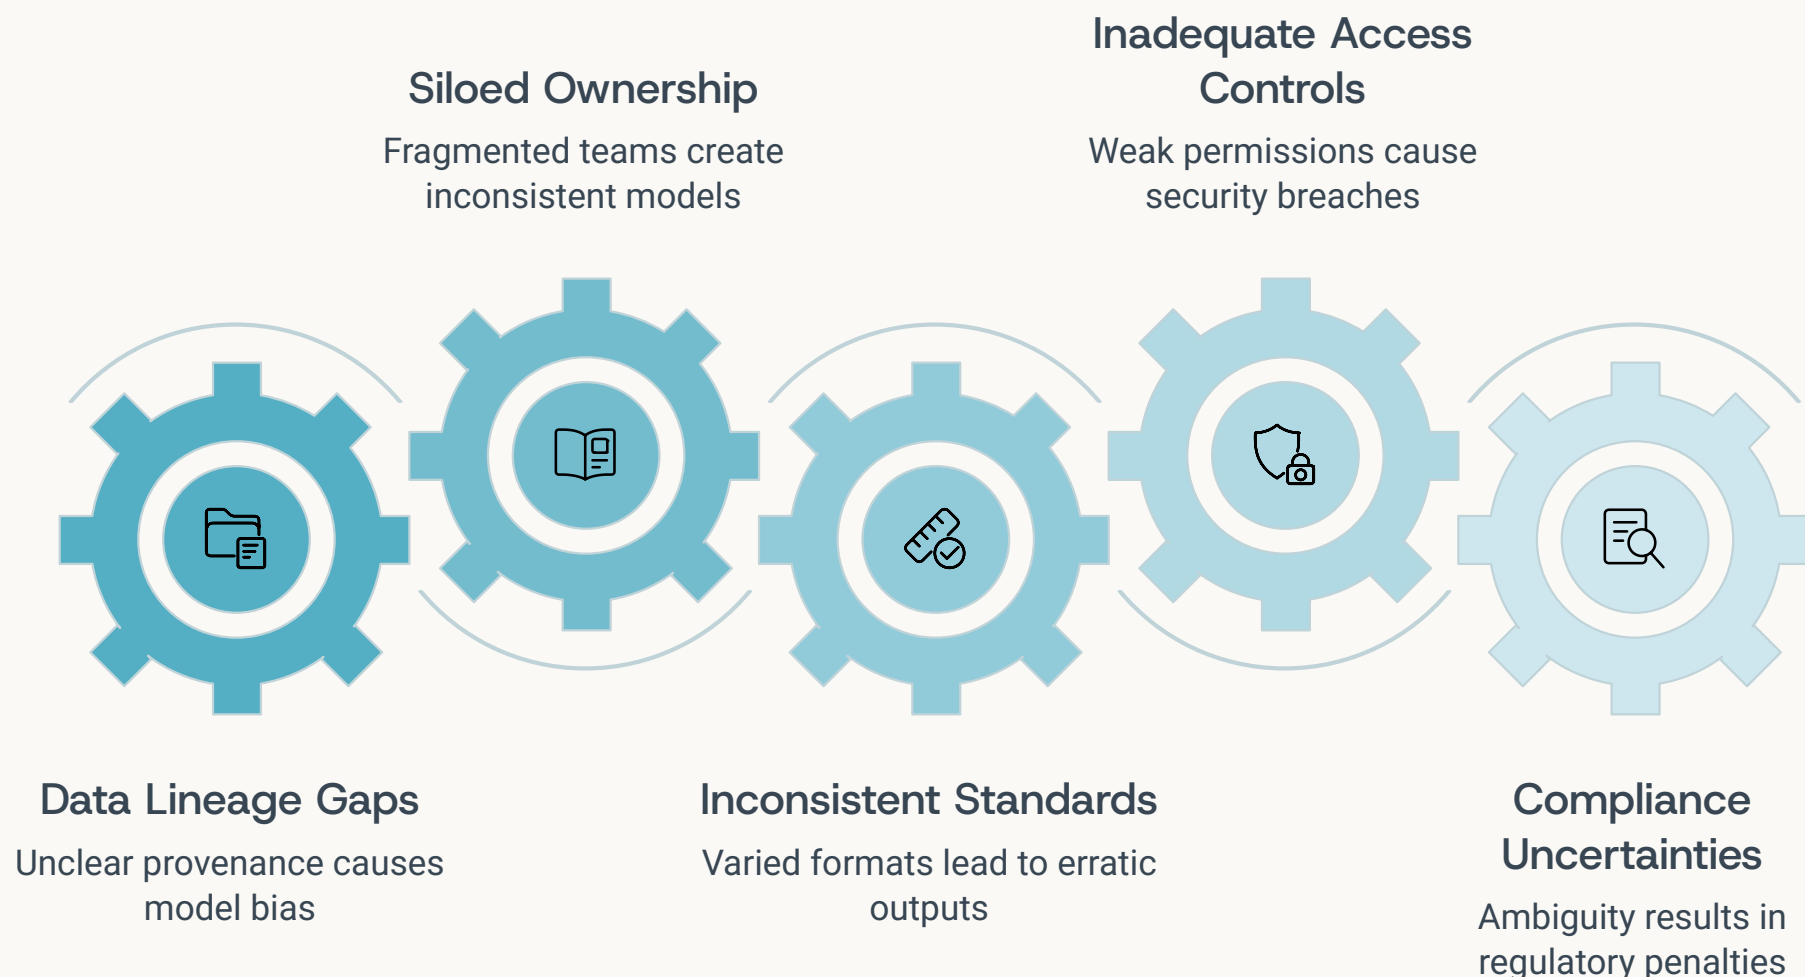 Data Lineage Gaps
Unclear provenance causes
model bias
Siloed Ownership
Fragmented teams create
inconsistent models
Inconsistent Standards
Varied formats lead to erratic
outputs
Inadequate Access
Controls
Weak permissions cause
security breaches
Compliance
Uncertainties
Ambiguity results in
regulatory penalties